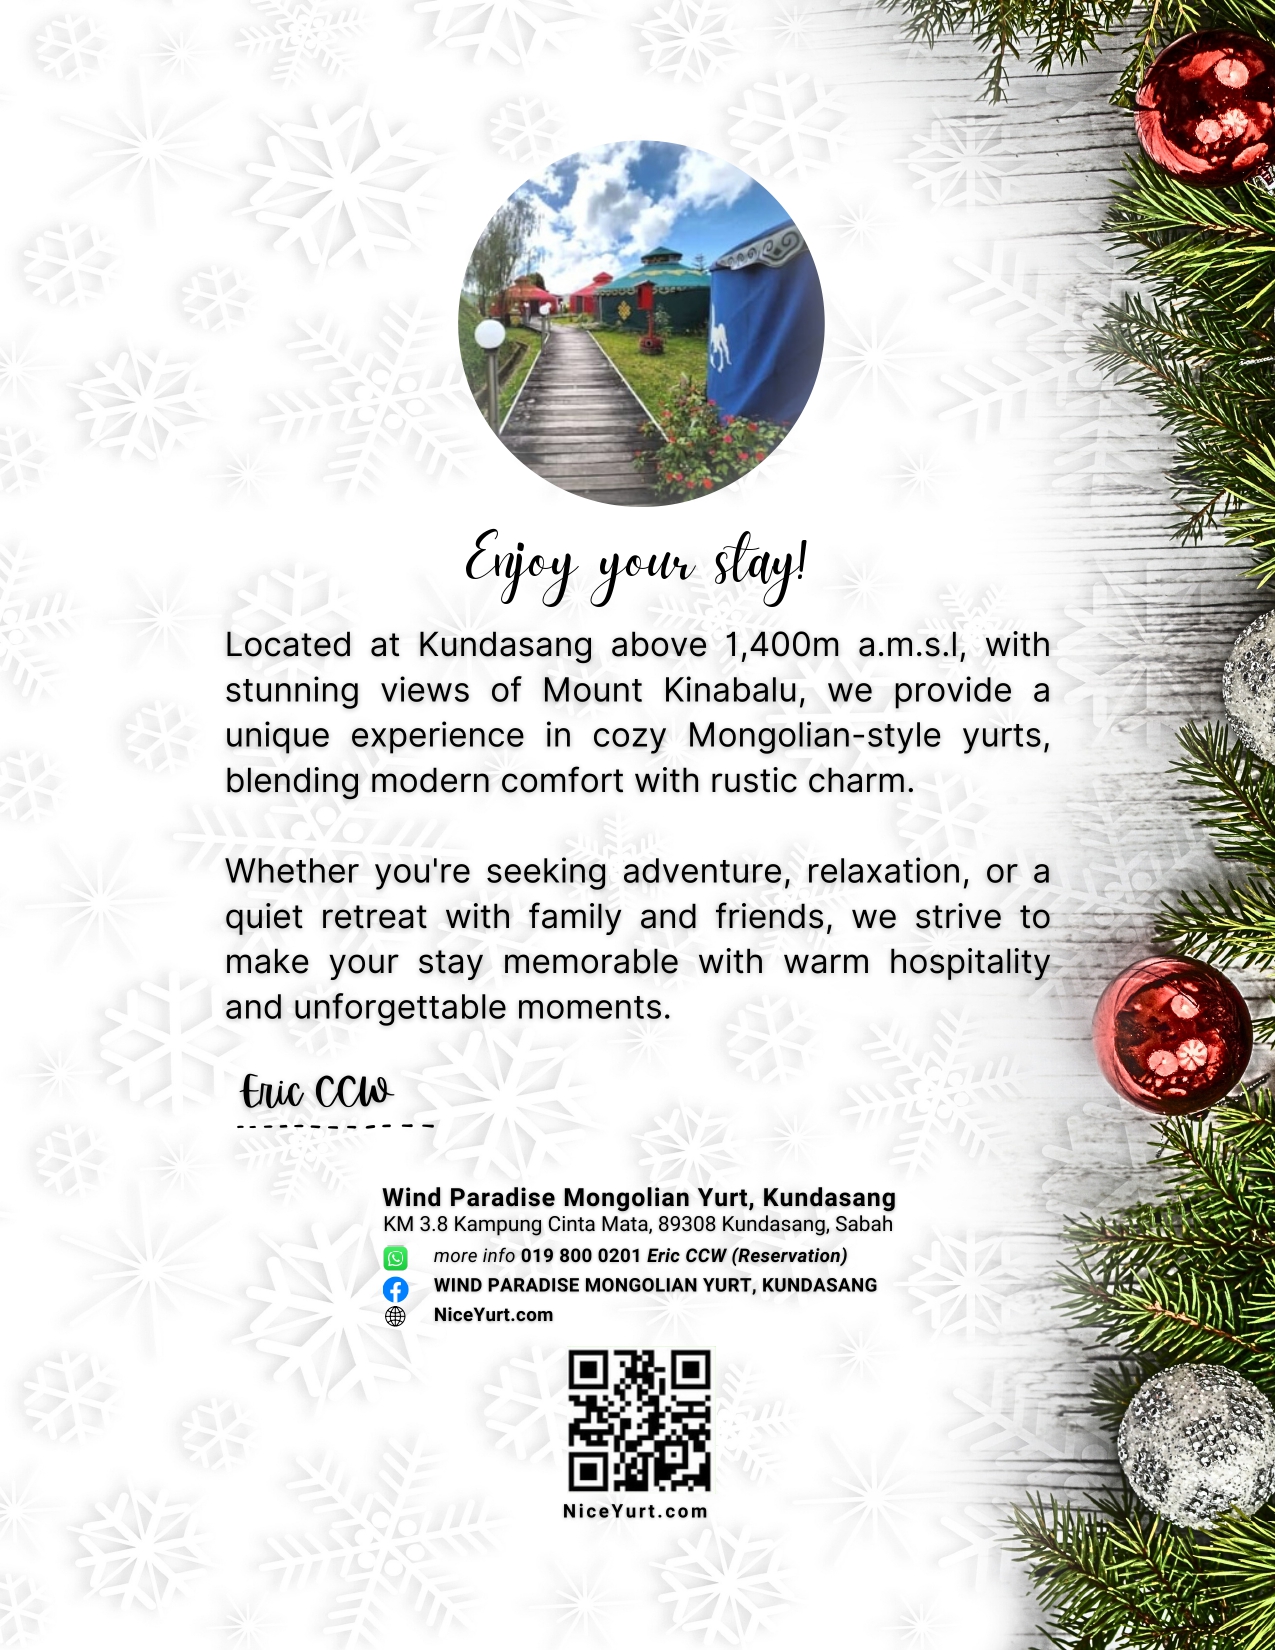 Enjoy your stay!
Located at Kundasang above 1,400m a.m.s.l, with
stunning views of Mount Kinabalu, we provide a
unique experience in cozy Mongolian-style yurts,
blending modern comfort with rustic charm.
Whether you're seeking adventure, relaxation, or a
quiet retreat with family and friends, we strive to
make your stay memorable with warm hospitality
and unforgettable moments.
Eric CCW
Wind Paradise Mongolian Yurt, Kundasang
KM 3.8 Kampung Cinta Mata, 89308 Kundasang, Sabah
more info 019 800 0201 Eric CCW (Reservation)
WIND PARADISE MONGOLIAN YURT, KUNDASANG
NiceYurt.com
NiceYurt.com